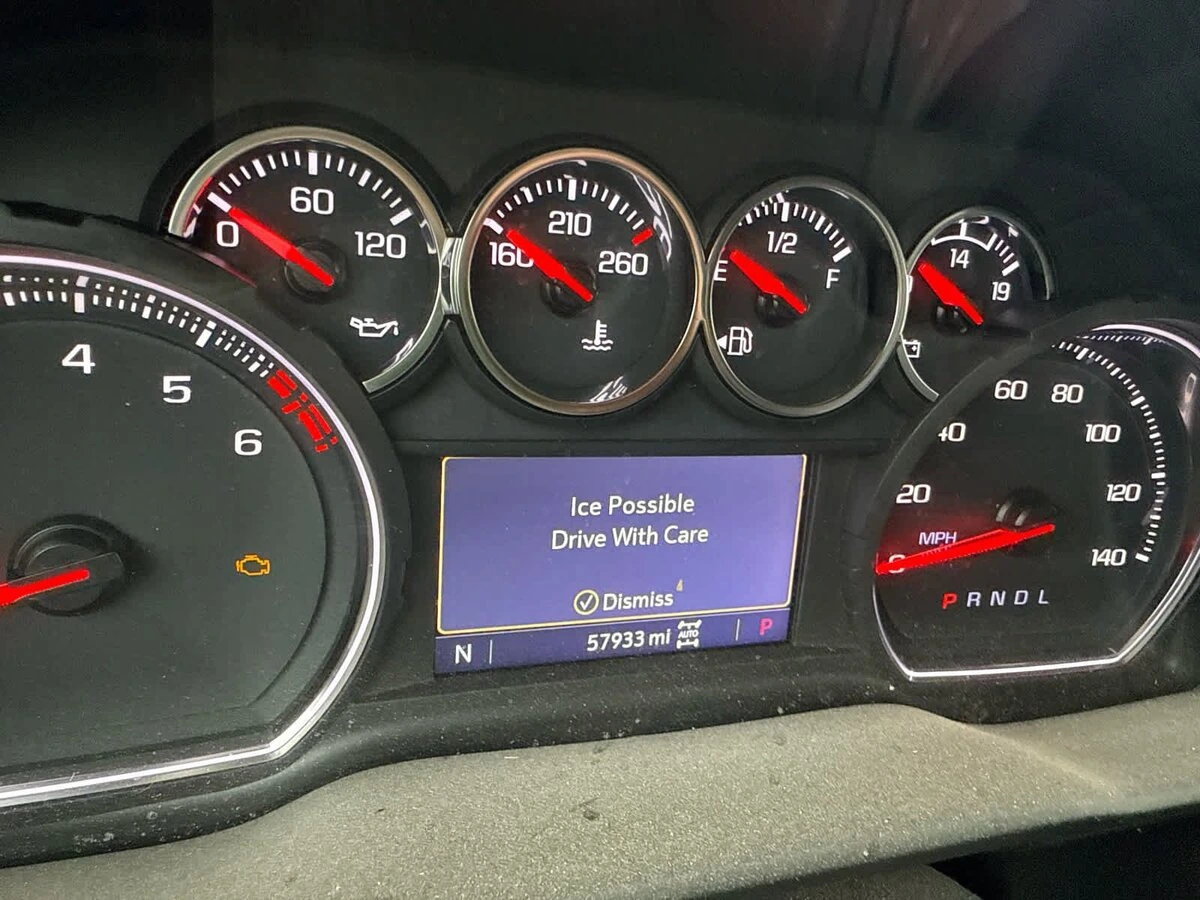 0 60 120
160 210 260
E 1/2 F
14 19
4 5 6
20 40 60 80 100 120 140
MPH
0
P R N D L
Ice Possible
Drive With Care
Dismiss
N 57933 mi AUTO P